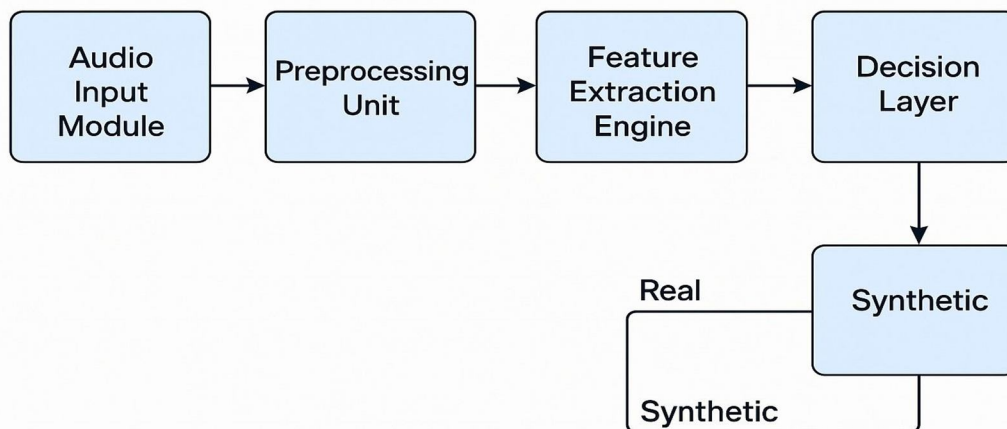 Audio
Input
Module
Preprocessing
Unit
Feature
Extraction
Engine
Decision
Layer
Real
Synthetic
Synthetic